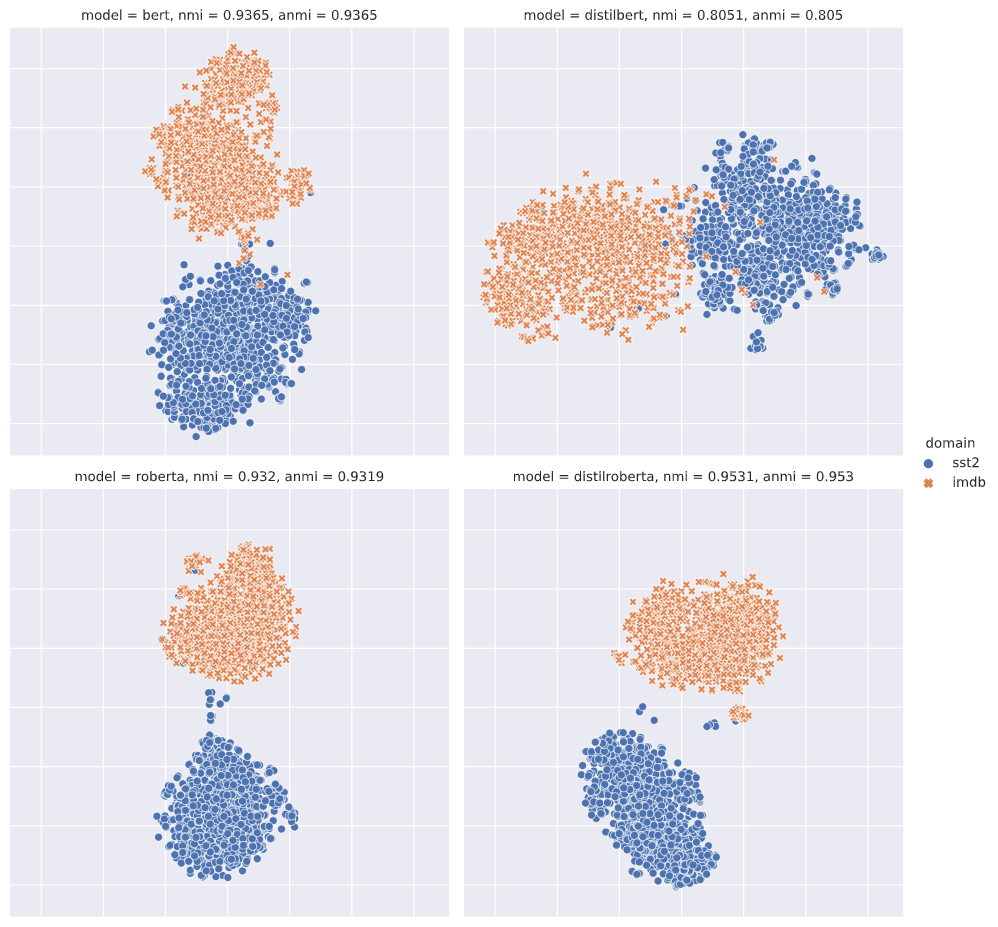 model = bert, nmi = 0.9365, anmi = 0.9365
model = distilbert, nmi = 0.8051, anmi = 0.805
domain
sst2
imdb
model = roberta, nmi = 0.932, anmi = 0.9319
model = distilroberta, nmi = 0.9531, anmi = 0.953